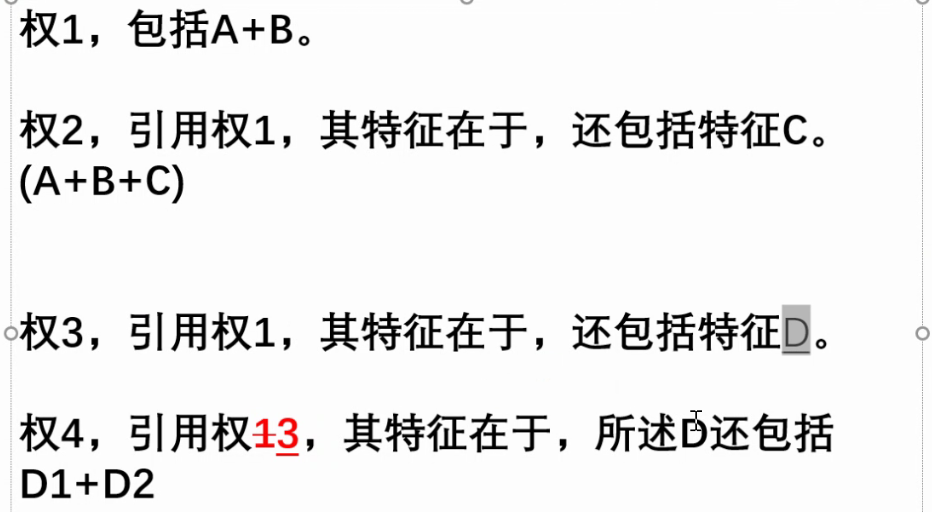 权1，包括A+B。
权2，引用权1，其特征在于，还包括特征C。
(A+B+C)
权3，引用权1，其特征在于，还包括特征D。
权4，引用权13，其特征在于，所述D还包括
D1+D2